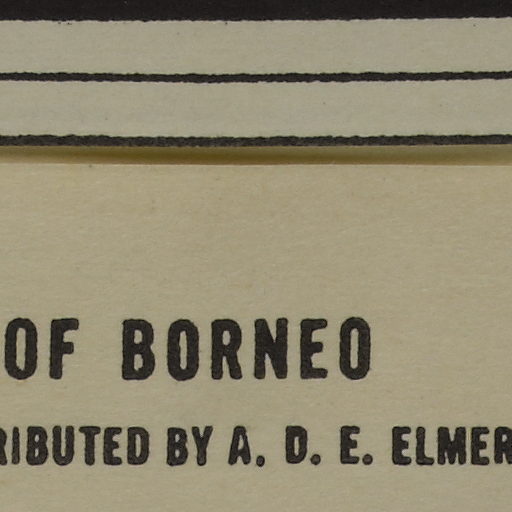 OF BORNEO
RIBUTED BY A. D. E. ELMER